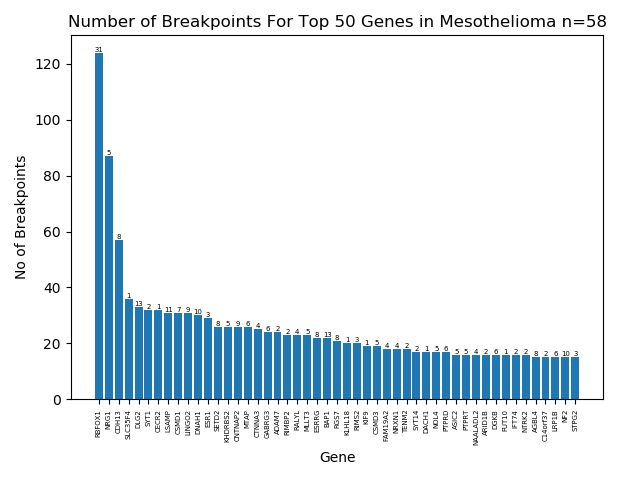 Number of Breakpoints For Top 50 Genes in Mesothelioma n=58
120
100
80
60
40
20
0
No of Breakpoints
31 5 8 1 13 2 1 11 7 9 10 3 8 5 9 6 4 6 2 2 4 5 8 13 8 1 3 1 5 4 4 2 2 1 5 6 5 5 4 2 6 1 2 2 8 2 6 10 3
RBFOX1 NRG1 CDH13 SLC35F4 DLG2 SYT1 CECR2 LSAMP CSMD1 LINGO2 DNAH1 ESR1 SETD2 KHDRBS2 CNTNAP2 MTAP CTNNA3 GABRG3 ADAM7 RIMBP2 RALYL MLLT3 ESRRG BAP1 RGS7 KLHL18 RIMS2 KIF9 CSMD3 FAM19A2 NRXN1 TENM2 SYT14 DACH1 NOL4 PTPRD ASIC2 PTPRT NAALADL2 ARID1B DGKB FUT10 IFT74 NTRK2 AGBL4 C14orf37 LRP1B NF2 STPG2
Gene